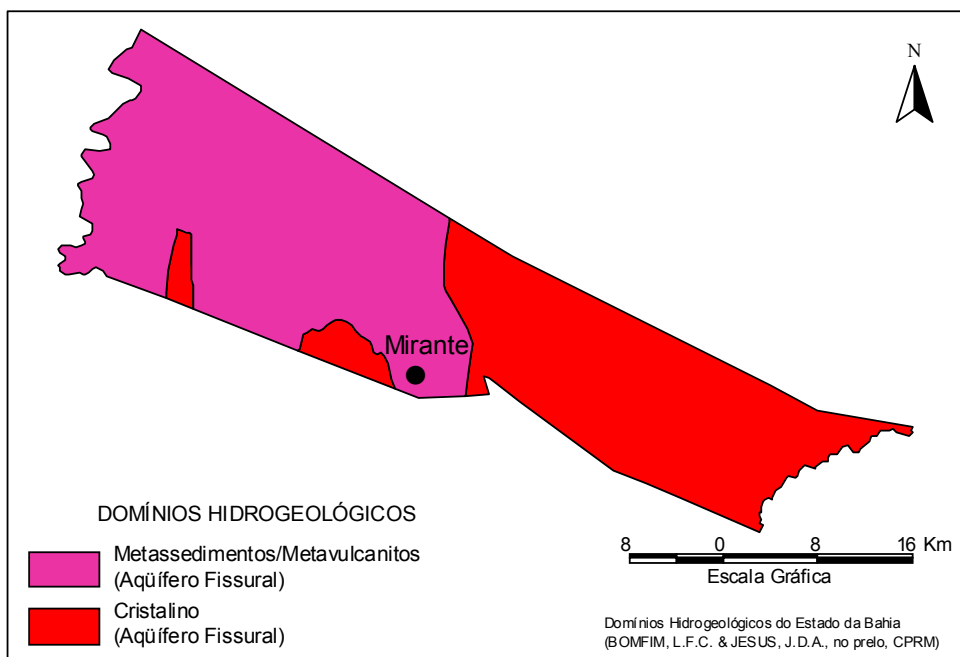 N
Mirante
DOMÍNIOS HIDROGEOLÓGICOS
Metassedimentos/Metavulcanitos
(Aqüífero Fissural)
Cristalino
(Aqüífero Fissural)
8 0 8 16 Km
Escala Gráfica
Domínios Hidrogeológicos do Estado da Bahia
(BOMFIM, L.F.C. & JESUS, J.D.A., no prelo, CPRM)